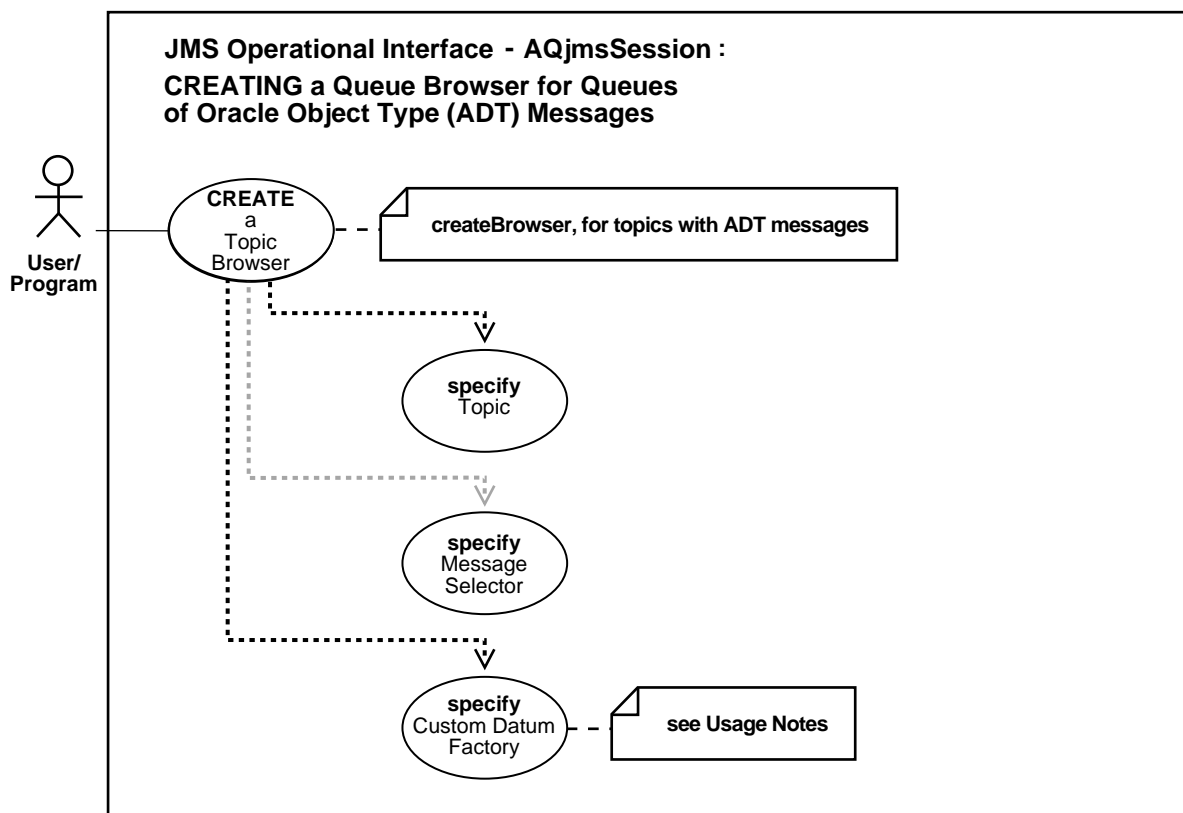 JMS Operational Interface - AQjmsSession :
CREATING a Queue Browser for Queues
of Oracle Object Type (ADT) Messages
User/
Program
CREATE
a
Topic
Browser
createBrowser, for topics with ADT messages
specify
Topic
specify
Message
Selector
specify
Custom Datum
Factory
see Usage Notes